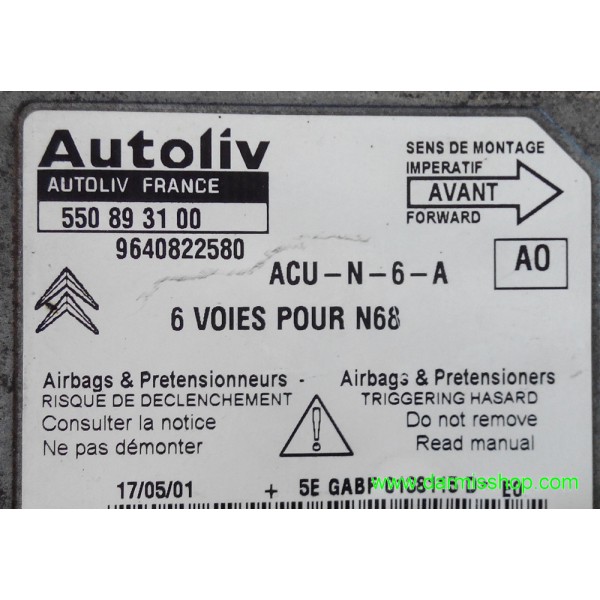 Autoliv
AUTOLIV FRANCE
550 89 31 00
9640822580
SENS DE MONTAGE
IMPERATIF
AVANT
FORWARD
ACU-N-6-A
A0
6 VOIES POUR N68
Airbags & Pretensionneurs -
RISQUE DE DECLENCHEMENT
Consulter la notice
Ne pas démonter
Airbags & Pretensioners
TRIGGERING HASARD
Do not remove
Read manual
17/05/01 + 5E
www.darmisshop.com